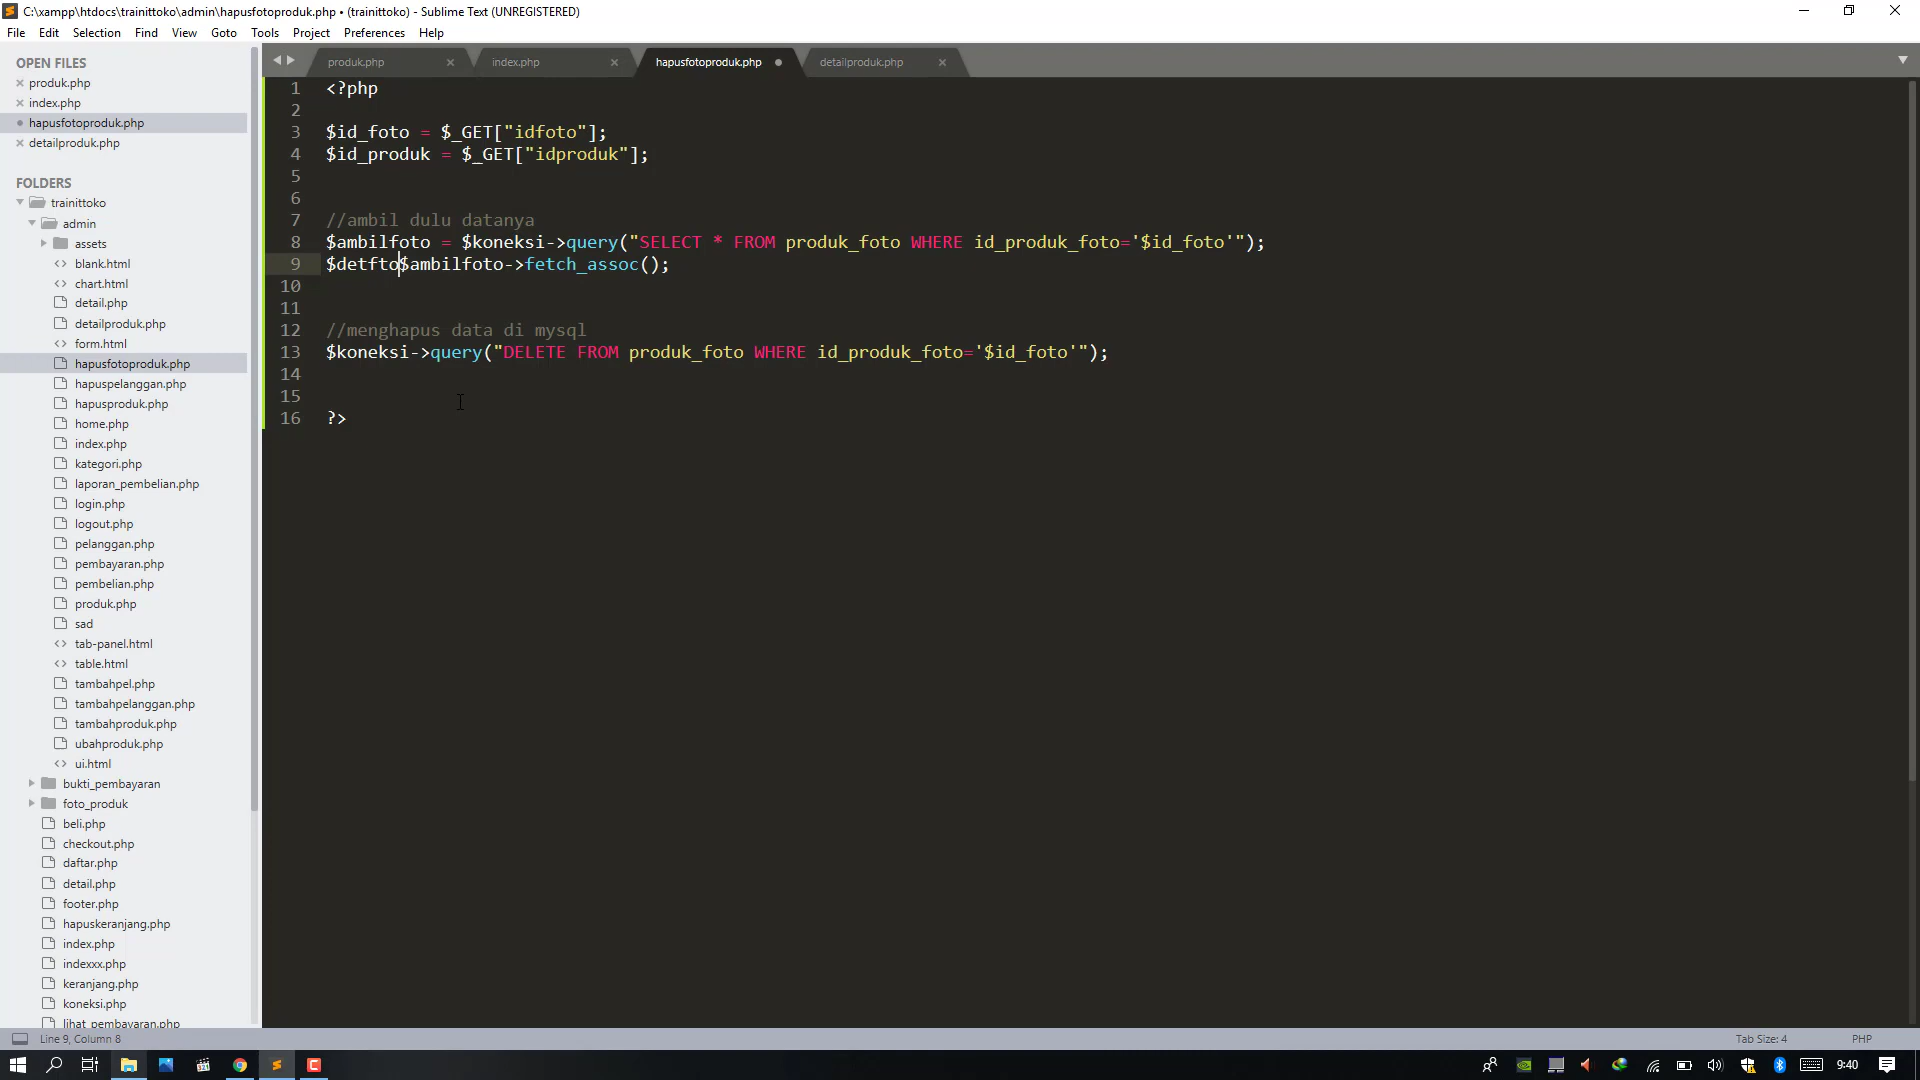 C:\xampp\htdocs\trainittoko\admin\hapusfotoproduk.php • (trainittoko) - Sublime Text (UNREGISTERED)
File Edit Selection Find View Goto Tools Project Preferences Help
OPEN FILES
produk.php
index.php
hapusfotoproduk.php
detailproduk.php
FOLDERS
trainittoko
admin
assets
blank.html
chart.html
detail.php
detailproduk.php
form.html
hapusfotoproduk.php
hapuspelanggan.php
hapusproduk.php
home.php
index.php
kategori.php
laporan_pembelian.php
login.php
logout.php
pelanggan.php
pembayaran.php
pembelian.php
produk.php
sad
tab-panel.html
table.html
tambahpel.php
tambahpelanggan.php
tambahproduk.php
ubahproduk.php
ui.html
bukti_pembayaran
foto_produk
beli.php
checkout.php
daftar.php
detail.php
footer.php
hapuskeranjang.php
index.php
indexxx.php
keranjang.php
koneksi.php
lihat_pembayaran.php
produk.php index.php hapusfotoproduk.php detailproduk.php
1 <?php
2
3 $id_foto = $_GET["idfoto"];
4 $id_produk = $_GET["idproduk"];
5
6
7 //ambil dulu datanya
8 $ambilfoto = $koneksi->query("SELECT * FROM produk_foto WHERE id_produk_foto='$id_foto'");
9 $detfto$ambilfoto->fetch_assoc();
10
11
12 //menghapus data di mysql
13 $koneksi->query("DELETE FROM produk_foto WHERE id_produk_foto='$id_foto'");
14
15
16 ?>
Line 9, Column 8 Tab Size: 4 PHP
9:40